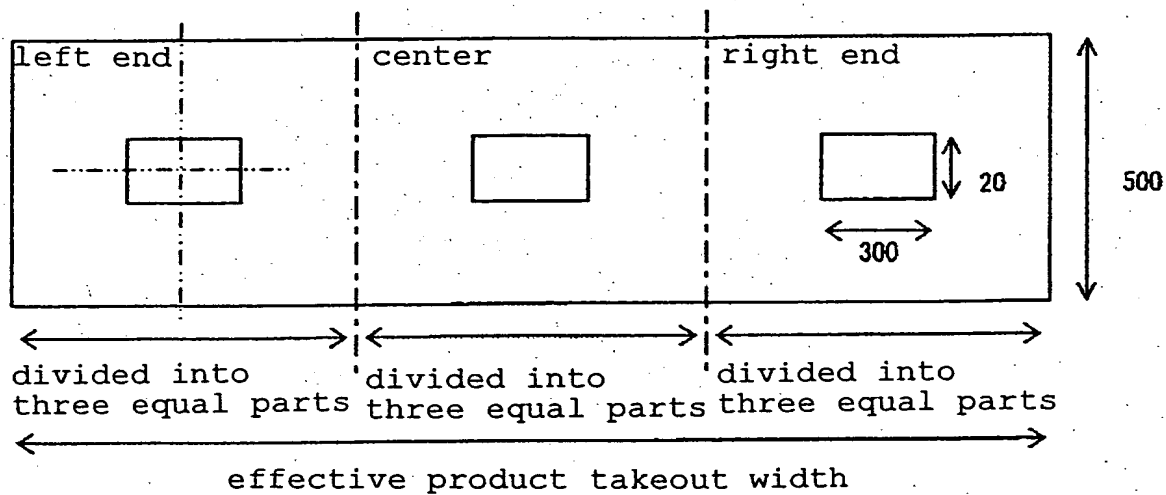 left end
center
right end
20
500
300
divided into
three equal parts
divided into
three equal parts
divided into
three equal parts
effective product takeout width